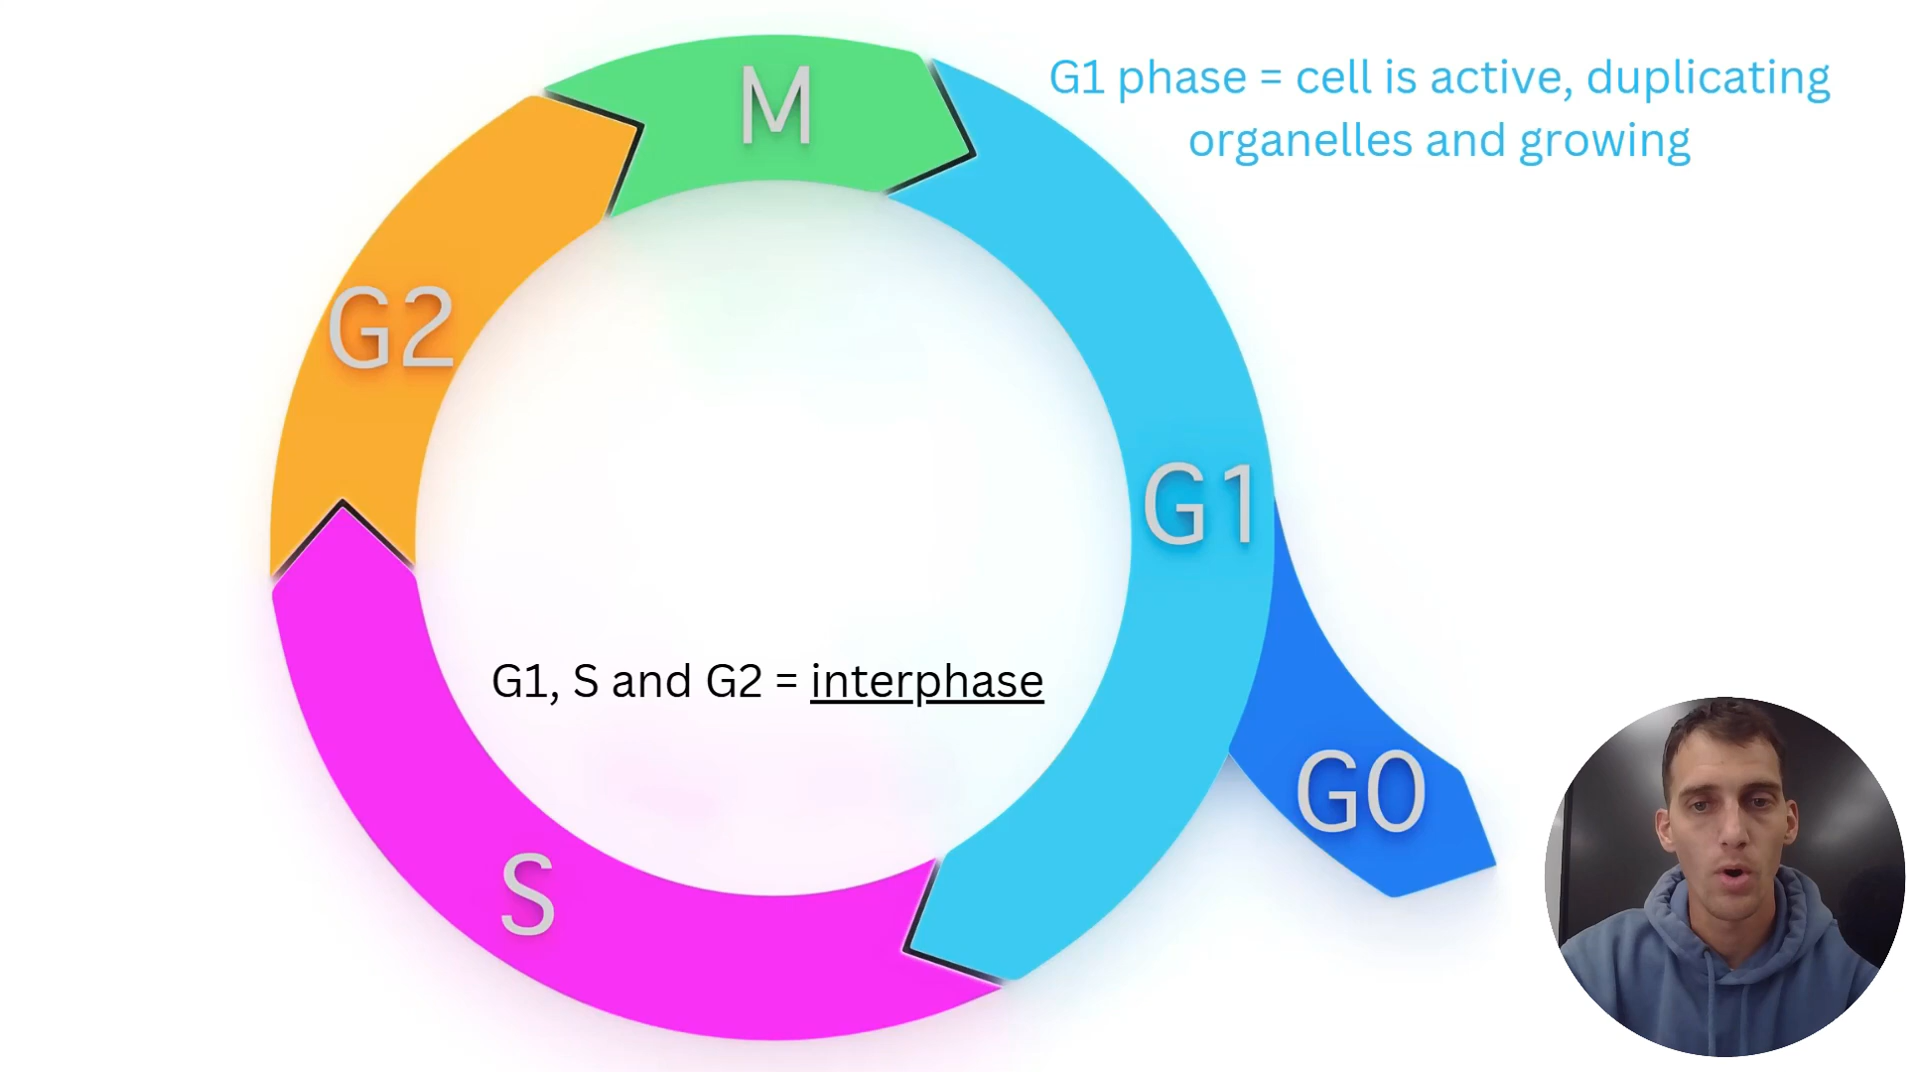 M
G1 phase = cell is active, duplicating
organelles and growing
G2
G1
G1, S and G2 = interphase
G0
S